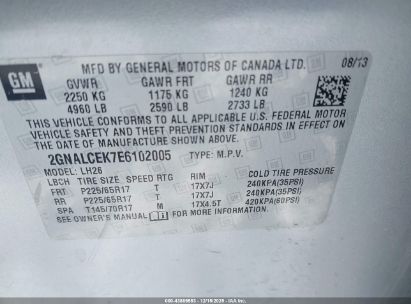 MFD BY GENERAL MOTORS OF CANADA LTD. 08/13
GM
GVWR GAWR FRT GAWR RR
2250 KG 1175 KG 1240 KG
4960 LB 2590 LB 2733 LB
THIS VEHICLE CONFORMS TO ALL APPLICABLE U.S. FEDERAL MOTOR
VEHICLE SAFETY, BUMPER, AND THEFT PREVENTION STANDARDS IN EFFECT ON
THE DATE OF MANUFACTURE SHOWN ABOVE.
2GNALCEK7E6102005 TYPE: M.P.V.
MODEL: LH26
LBCH TIRE SIZE SPEED RTG RIM COLD TIRE PRESSURE
FRT P225/65R17 T 17X7J 240KPA(35PSI)
RR P225/65R17 T 17X7J 240KPA(35PSI)
SPA T145/70R17 M 17X4.5T 420KPA(60PSI)
SEE OWNER'S MANUAL FOR MORE INFORMATION.